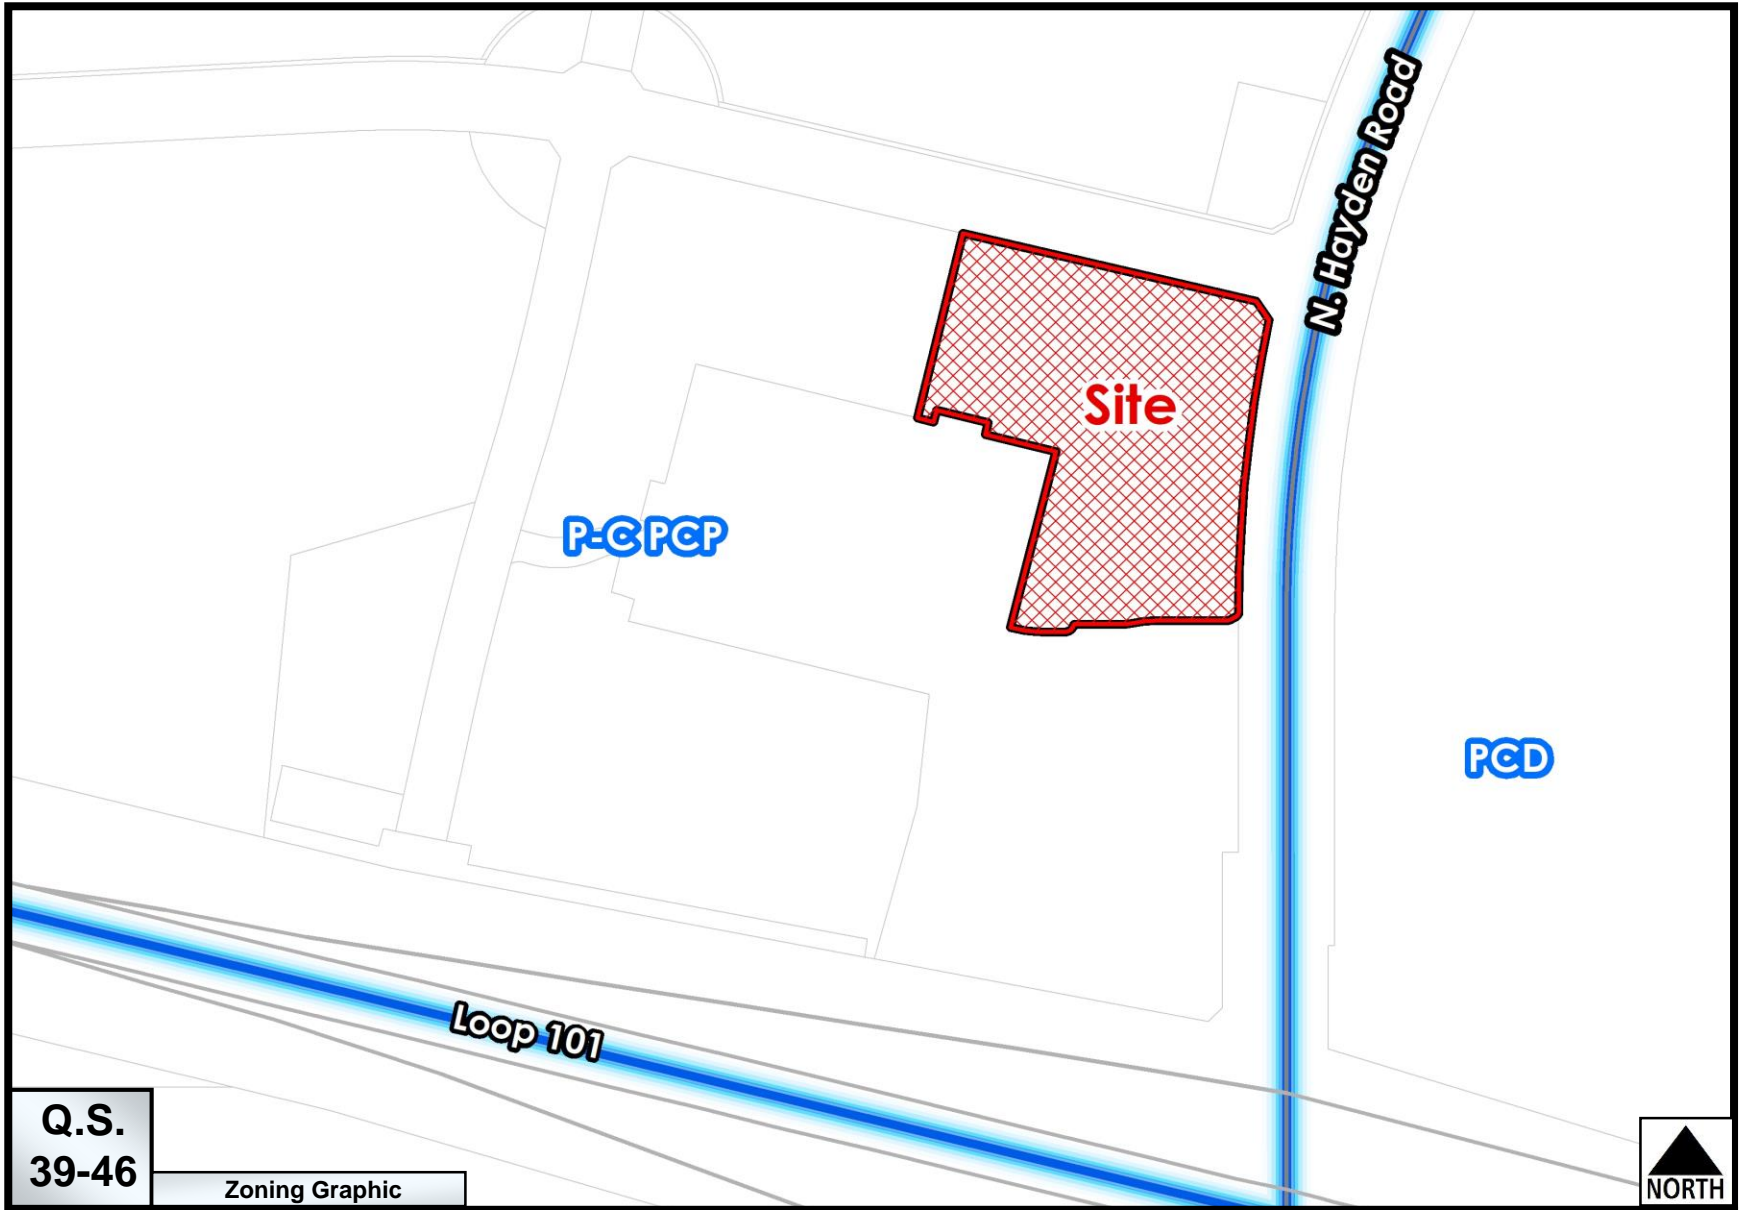 N. Hayden Road
Site
P-C PCP
PCD
Loop 101
Q.S.
39-46
Zoning Graphic
NORTH